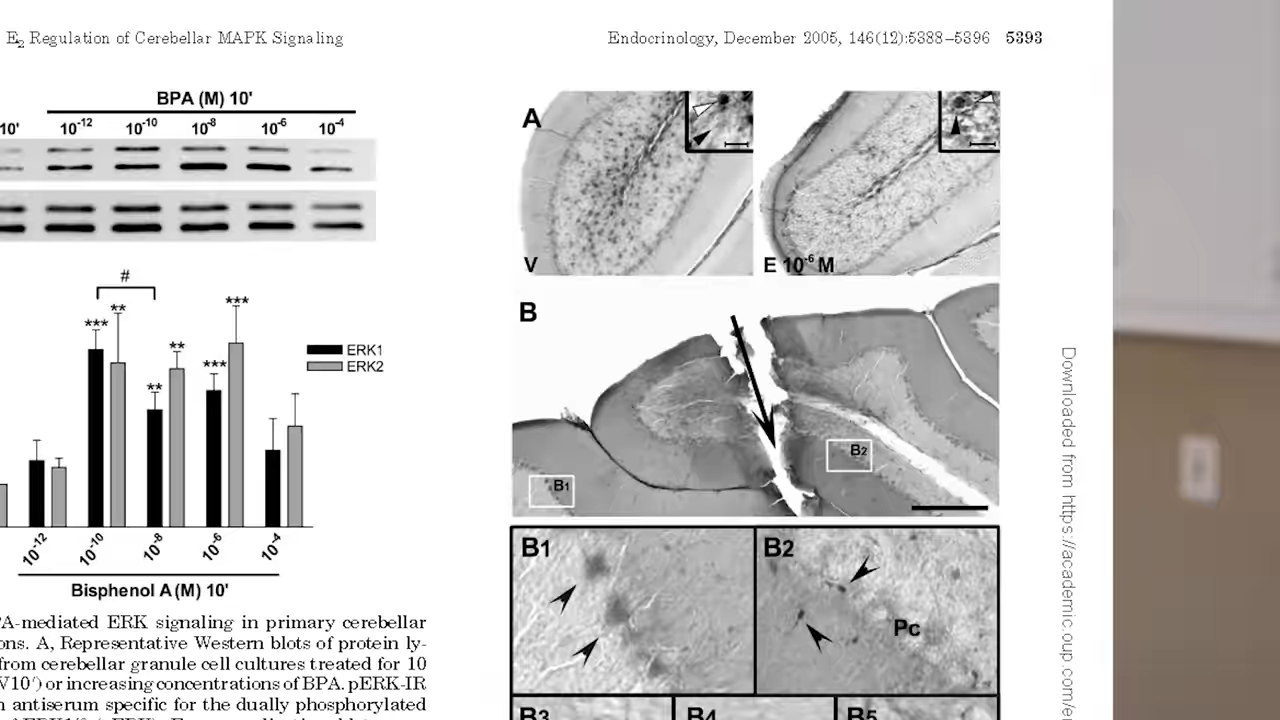 E2 Regulation of Cerebellar MAPK Signaling
Endocrinology, December 2005, 146(12):5388–5396 5393
BPA (M) 10'
10' 10-12 10-10 10-8 10-6 10-4
#
*** ** ** ** *** ***
ERK1
ERK2
10-12 10-10 10-8 10-6 10-4
Bisphenol A (M) 10'
PA-mediated ERK signaling in primary cerebellar
ons. A, Representative Western blots of protein ly-
from cerebellar granule cell cultures treated for 10
V10') or increasing concentrations of BPA. pERK-IR
n antiserum specific for the dually phosphorylated
A
V
E 10-6 M
B
B1
B2
B1
B2
Pc
B3
B4
B5
Downloaded from https://academic.oup.com/e